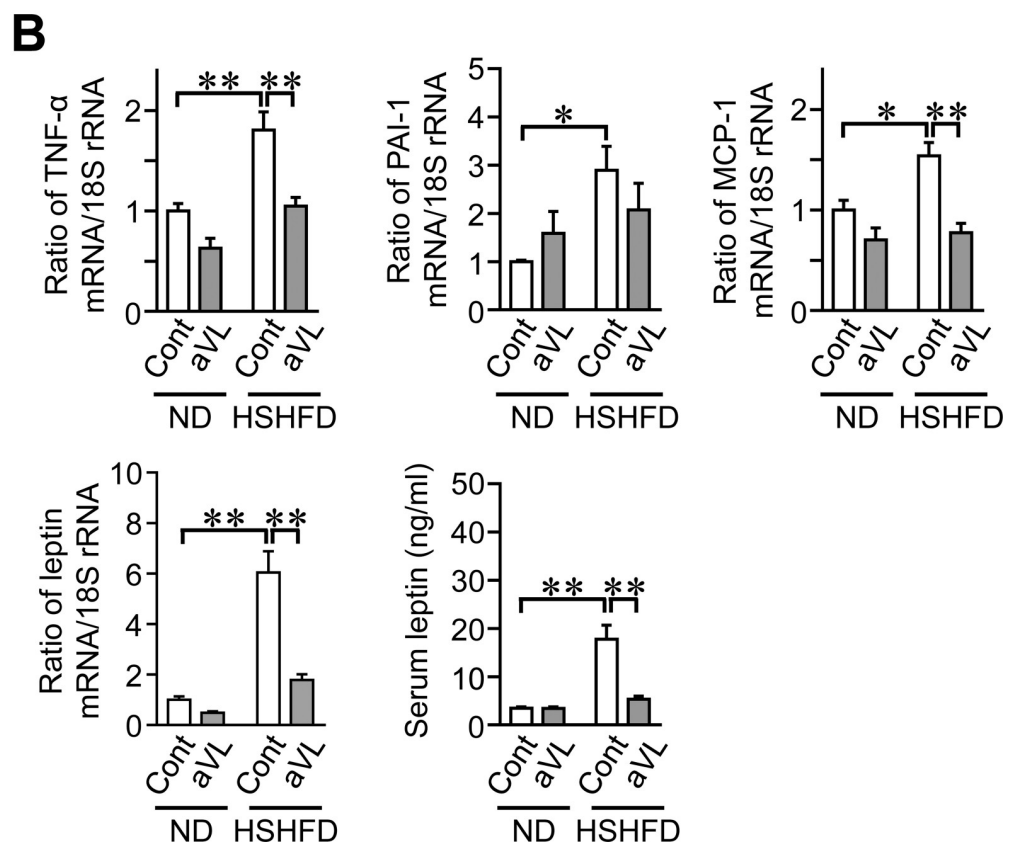 B
Ratio of TNF-α
mRNA/18S rRNA
2
1
0
** **
Cont aVL Cont aVL
ND HSHFD
Ratio of PAI-1
mRNA/18S rRNA
5
4
3
2
1
0
*
Cont aVL Cont aVL
ND HSHFD
Ratio of MCP-1
mRNA/18S rRNA
2
1
0
* **
Cont aVL Cont aVL
ND HSHFD
Ratio of leptin
mRNA/18S rRNA
10
8
6
4
2
0
** **
Cont aVL Cont aVL
ND HSHFD
Serum leptin (ng/ml)
50
40
30
20
10
0
** **
Cont aVL Cont aVL
ND HSHFD